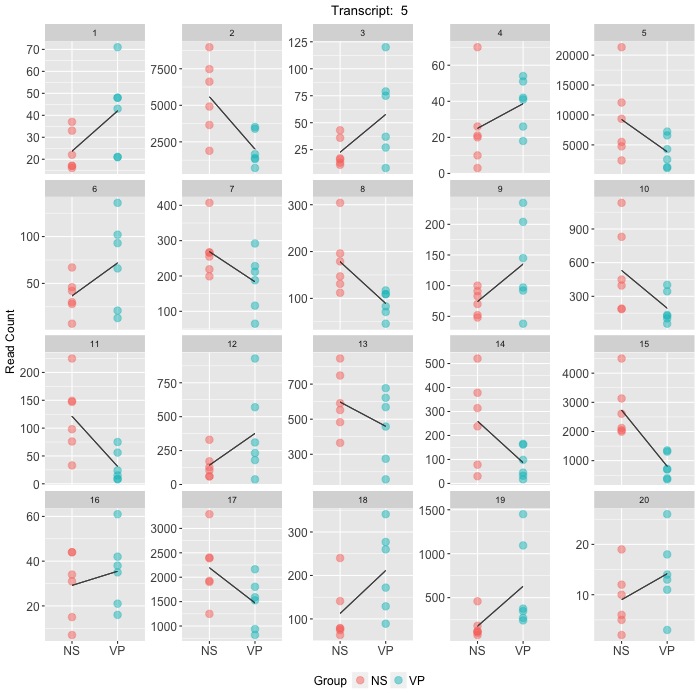 Transcript: 5
1 2 3 4 5
70 60 50 40 30 20
7500 5000 2500
125 100 75 50 25
60 40 20 0
20000 15000 10000 5000
6 7 8 9 10
100 50
400 300 200 100
300 200 100
200 150 100 50
900 600 300
Read Count
11 12 13 14 15
200 150 100 50 0
750 500 250 0
700 500 300
500 400 300 200 100 0
4000 3000 2000 1000
16 17 18 19 20
60 40 20
3000 2500 2000 1500 1000
300 200 100
1500 1000 500
20 10
NS VP NS VP NS VP NS VP NS VP
Group NS VP